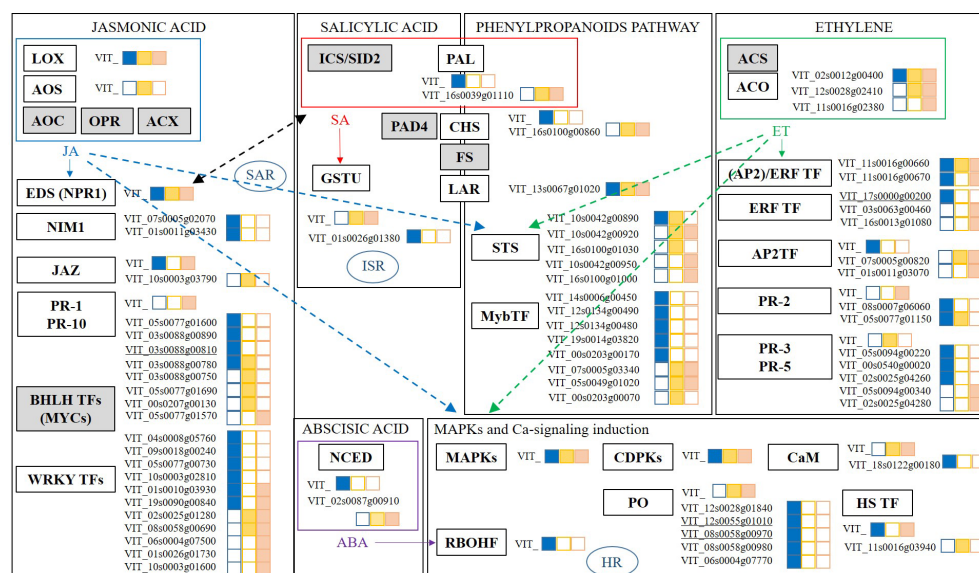 JASMONIC ACID
LOX
VIT_
AOS
VIT_
AOC
OPR
ACX
JA
EDS (NPR1)
VIT_
NIM1
VIT_07s0005g02070
VIT_01s0011g03430
JAZ
VIT_
VIT_10s0003g03790
PR-1
PR-10
VIT_
VIT_05s0077g01600
VIT_03s0088g00890
VIT_03s0088g00810
VIT_03s0088g00780
VIT_03s0088g00750
VIT_05s0077g01690
VIT_00s0207g00130
VIT_05s0077g01570
BHLH TFs
(MYCs)
WRKY TFs
VIT_04s0008g05760
VIT_09s0018g00240
VIT_05s0077g00730
VIT_10s0003g02810
VIT_01s0010g03930
VIT_19s0090g00840
VIT_02s0025g01280
VIT_08s0058g00690
VIT_06s0004g07500
VIT_01s0026g01730
VIT_10s0003g01600
SALICYLIC ACID
ICS/SID2
SA
SAR
PAD4
GSTU
VIT_
VIT_01s0026g01380
ISR
PHENYLPROPANOIDS PATHWAY
PAL
VIT_
VIT_16s0039g01110
CHS
VIT_
VIT_16s0100g00860
FS
LAR
VIT_13s0067g01020
STS
VIT_10s0042g00890
VIT_10s0042g00920
VIT_16s0100g01030
VIT_10s0042g00950
VIT_16s0100g01000
MybTF
VIT_14s0006g00450
VIT_12s0134g00490
VIT_12s0134g00480
VIT_19s0014g03820
VIT_00s0203g00170
VIT_07s0005g03340
VIT_05s0049g01020
VIT_00s0203g00070
ETHYLENE
ACS
ACO
VIT_02s0012g00400
VIT_12s0028g02410
VIT_11s0016g02380
ET
(AP2)/ERF TF
VIT_11s0016g00660
VIT_11s0016g00670
ERF TF
VIT_17s0000g00200
VIT_03s0063g00460
VIT_16s0013g01080
AP2TF
VIT_
VIT_07s0005g00820
VIT_01s0011g03070
PR-2
VIT_
VIT_08s0007g06060
VIT_05s0077g01150
PR-3
PR-5
VIT_
VIT_05s0094g00220
VIT_00s0540g00020
VIT_02s0025g04260
VIT_05s0094g00340
VIT_02s0025g04280
ABSCISIC ACID
NCED
VIT_
VIT_02s0087g00910
ABA
MAPKs and Ca-signaling induction
MAPKs
VIT_
CDPKs
VIT_
CaM
VIT_
VIT_18s0122g00180
PO
VIT_
VIT_12s0028g01840
VIT_12s0055g01010
VIT_08s0058g00970
VIT_08s0058g00980
VIT_06s0004g07770
HS TF
VIT_
VIT_11s0016g03940
RBOHF
VIT_
HR